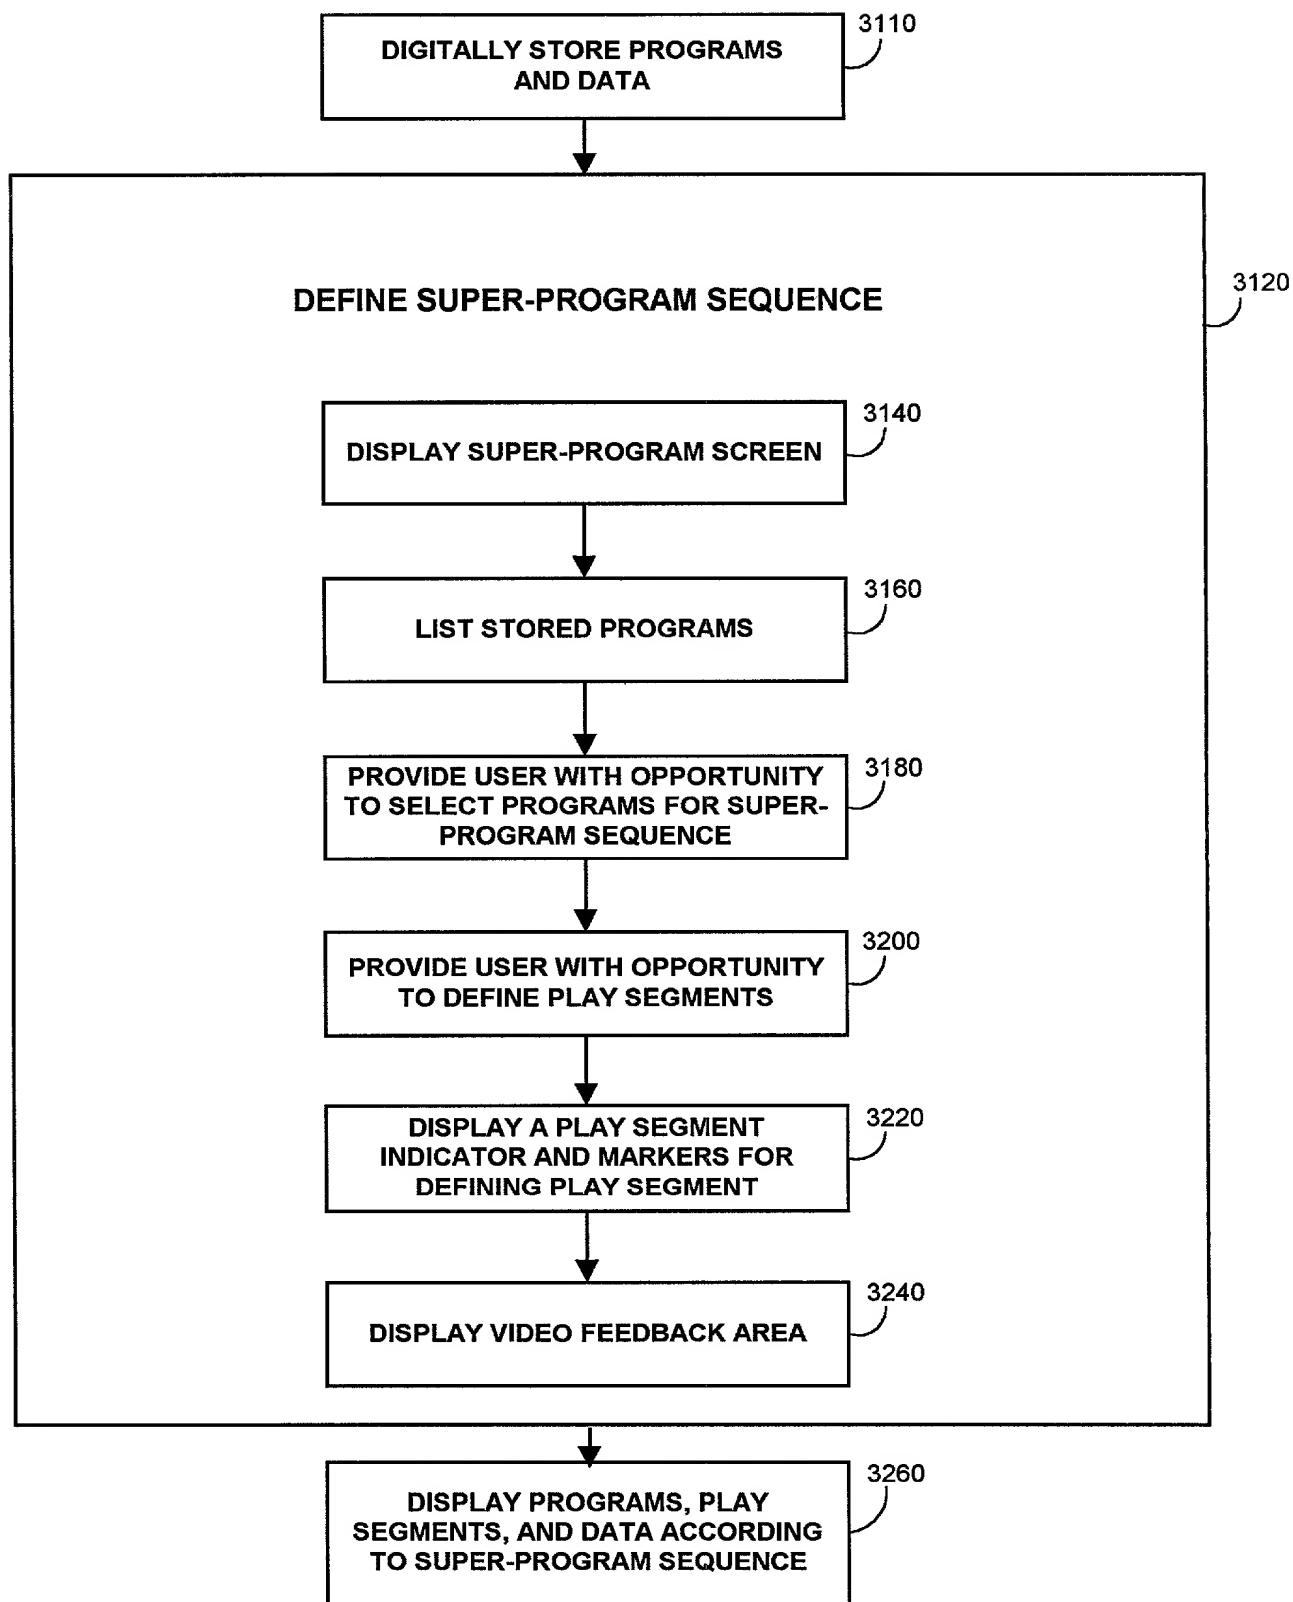 3110
DIGITALLY STORE PROGRAMS
AND DATA
3120
DEFINE SUPER-PROGRAM SEQUENCE
3140
DISPLAY SUPER-PROGRAM SCREEN
3160
LIST STORED PROGRAMS
3180
PROVIDE USER WITH OPPORTUNITY
TO SELECT PROGRAMS FOR SUPER-
PROGRAM SEQUENCE
3200
PROVIDE USER WITH OPPORTUNITY
TO DEFINE PLAY SEGMENTS
3220
DISPLAY A PLAY SEGMENT
INDICATOR AND MARKERS FOR
DEFINING PLAY SEGMENT
3240
DISPLAY VIDEO FEEDBACK AREA
3260
DISPLAY PROGRAMS, PLAY
SEGMENTS, AND DATA ACCORDING
TO SUPER-PROGRAM SEQUENCE